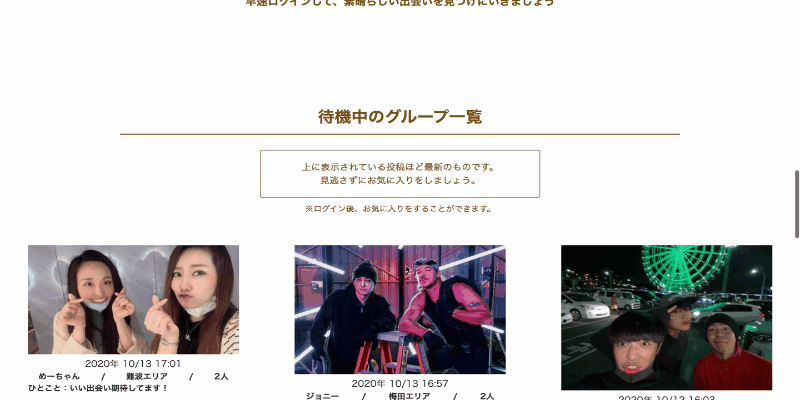 早速ログインして、素晴らしい出会いを見つけにいきましょう
待機中のグループ一覧
上に表示されている投稿ほど最新のものです。
見逃さずにお気に入りをしましょう。
※ログイン後、お気に入りをすることができます。
2020年 10/13 17:01
めーちゃん / 難波エリア / 2人
ひとこと：いい出会い期待してます！
2020年 10/13 16:57
ジョニー / 梅田エリア / 2人
2020年 10/12 16:03